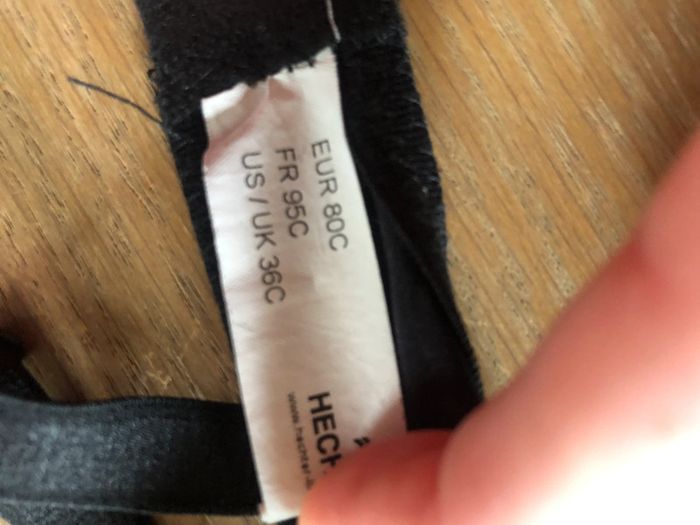 EUR 80C
FR 95C
US / UK 36C